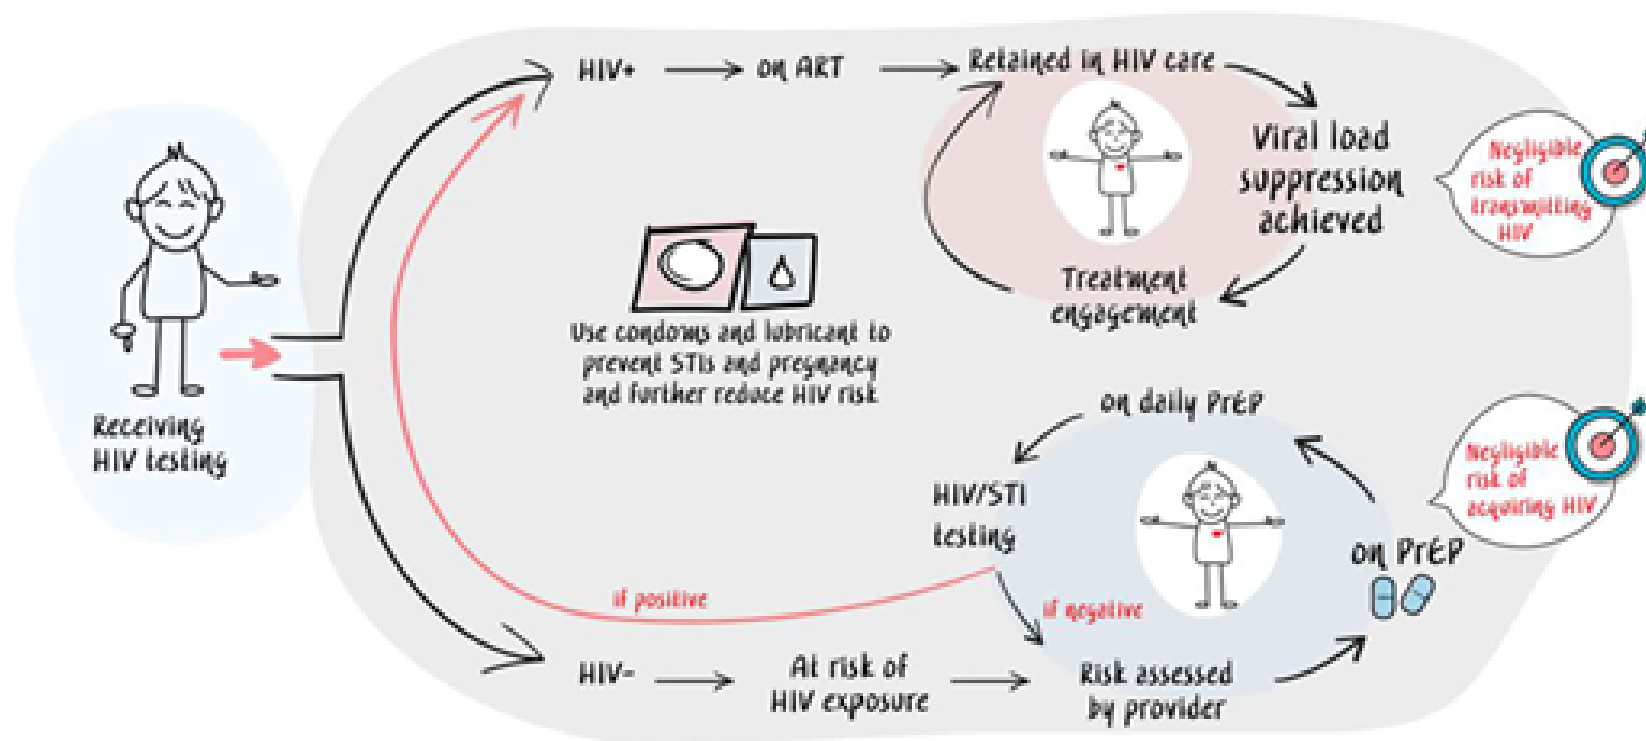 Receiving
HIV testing
HIV+
on ART
Retained in HIV care
Viral load
suppression
achieved
Treatment
engagement
Negligible
risk of
transmitting
HIV
Use condoms and lubricant to
prevent STIs and pregnancy
and further reduce HIV risk
on daily PrEP
HIV/STI
testing
on PrEP
Negligible
risk of
acquiring HIV
if positive
if negative
HIV-
At risk of
HIV exposure
Risk assessed
by provider